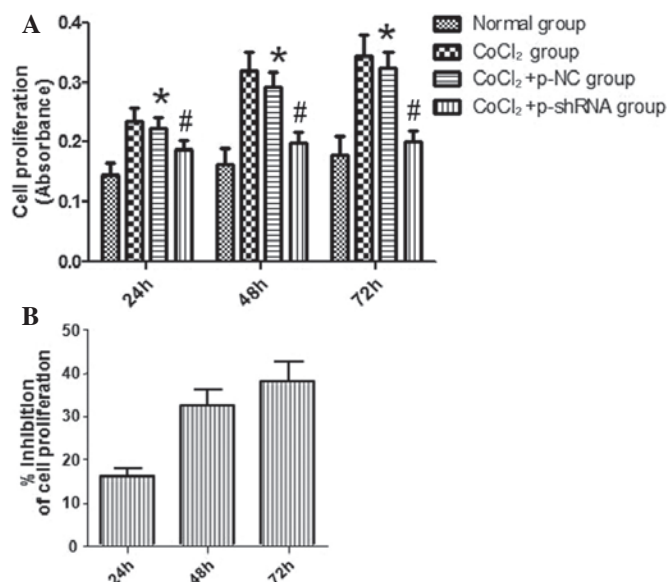 A
Cell proliferation
(Absorbance)
0.4
0.3
0.2
0.1
0.0
* # * # * #
24h 48h 72h
Normal group
CoCl₂ group
CoCl₂+p-NC group
CoCl₂+p-shRNA group
B
% Inhibition
of cell proliferation
50
40
30
20
10
0
24h 48h 72h